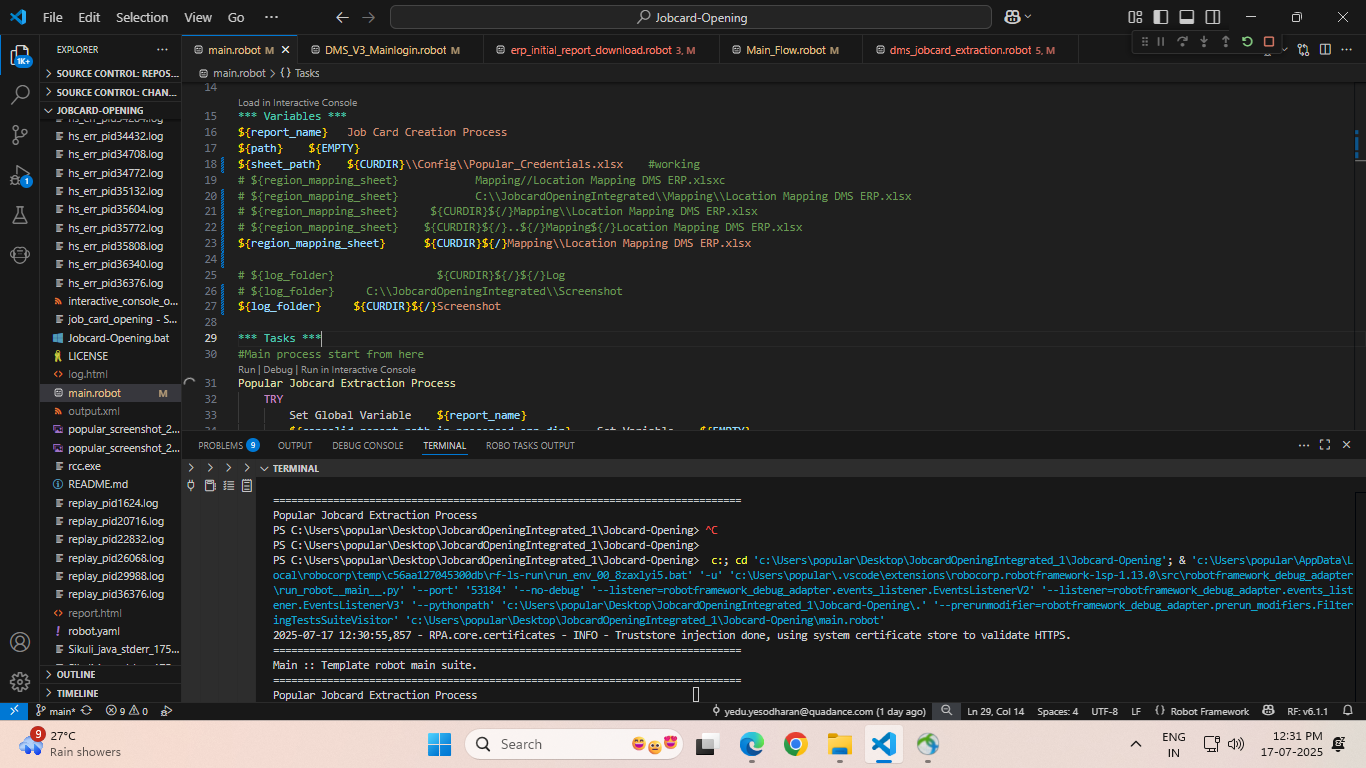 File Edit Selection View Go ···
Jobcard-Opening
EXPLORER
main.robot M
DMS_V3_Mainlogin.robot M
erp_initial_report_download.robot 3, M
Main_Flow.robot M
dms_jobcard_extraction.robot 5, M
main.robot > {} Tasks
1K+
SOURCE CONTROL: REPOS...
SOURCE CONTROL: CHAN...
JOBCARD-OPENING
hs_err_pid34264.log
hs_err_pid34432.log
hs_err_pid34708.log
hs_err_pid34772.log
hs_err_pid35132.log
hs_err_pid35604.log
hs_err_pid35772.log
hs_err_pid35808.log
hs_err_pid36340.log
hs_err_pid36376.log
interactive_console_o...
job_card_opening - S...
Jobcard-Opening.bat
LICENSE
log.html
main.robot M
output.xml
popular_screenshot_2...
popular_screenshot_2...
rcc.exe
README.md
replay_pid1624.log
replay_pid20716.log
replay_pid22832.log
replay_pid26068.log
replay_pid29988.log
replay_pid36376.log
report.html
robot.yaml
Sikuli_java_stderr_175...
OUTLINE
TIMELINE
1
14
Load in Interactive Console
15 *** Variables ***
16 ${report_name} Job Card Creation Process
17 ${path} ${EMPTY}
18 ${sheet_path} ${CURDIR}\\Config\\Popular_Credentials.xlsx #working
19 # ${region_mapping_sheet} Mapping//Location Mapping DMS ERP.xlsxc
20 # ${region_mapping_sheet} C:\\JobcardOpeningIntegrated\\Mapping\\Location Mapping DMS ERP.xlsx
21 # ${region_mapping_sheet} ${CURDIR}${/}Mapping\\Location Mapping DMS ERP.xlsx
22 # ${region_mapping_sheet} ${CURDIR}${/}..${/}Mapping${/}Location Mapping DMS ERP.xlsx
23 ${region_mapping_sheet} ${CURDIR}${/}Mapping\\Location Mapping DMS ERP.xlsx
24
25 # ${log_folder} ${CURDIR}${/}${/}Log
26 # ${log_folder} C:\\JobcardOpeningIntegrated\\Screenshot
27 ${log_folder} ${CURDIR}${/}Screenshot
28
29 *** Tasks ***
30 #Main process start from here
Run | Debug | Run in Interactive Console
31 Popular Jobcard Extraction Process
32 TRY
33 Set Global Variable ${report_name}
PROBLEMS 9 OUTPUT DEBUG CONSOLE TERMINAL ROBO TASKS OUTPUT
TERMINAL
==============================================================================
Popular Jobcard Extraction Process
PS C:\Users\popular\Desktop\JobcardOpeningIntegrated_1\Jobcard-Opening> ^C
PS C:\Users\popular\Desktop\JobcardOpeningIntegrated_1\Jobcard-Opening>
PS C:\Users\popular\Desktop\JobcardOpeningIntegrated_1\Jobcard-Opening> c:; cd 'c:\Users\popular\Desktop\JobcardOpeningIntegrated_1\Jobcard-Opening'; & 'c:\Users\popular\AppData\L
ocal\robocorp\temp\c56aa127045300db\rf-ls-run\run_env_00_8zaxlyi5.bat' '-u' 'c:\Users\popular\.vscode\extensions\robocorp.robotframework-lsp-1.13.0\src\robotframework_debug_adapter
\run_robot__main__.py' '--port' '53184' '--no-debug' '--listener=robotframework_debug_adapter.events_listener.EventsListenerV2' '--listener=robotframework_debug_adapter.events_list
ener.EventsListenerV3' '--pythonpath' 'c:\Users\popular\Desktop\JobcardOpeningIntegrated_1\Jobcard-Opening\.' '--prerunmodifier=robotframework_debug_adapter.prerun_modifiers.Filter
ingTestsSuiteVisitor' 'c:\Users\popular\Desktop\JobcardOpeningIntegrated_1\Jobcard-Opening\main.robot'
2025-07-17 12:30:55,857 - RPA.core.certificates - INFO - Truststore injection done, using system certificate store to validate HTTPS.
==============================================================================
Main :: Template robot main suite.
==============================================================================
Popular Jobcard Extraction Process
main* 9 0
yedu.yesodharan@quadance.com (1 day ago) Ln 29, Col 14 Spaces: 4 UTF-8 LF {} Robot Framework RF: v6.1.1
9
27°C
Rain showers
Search
ENG
IN
12:31 PM
17-07-2025